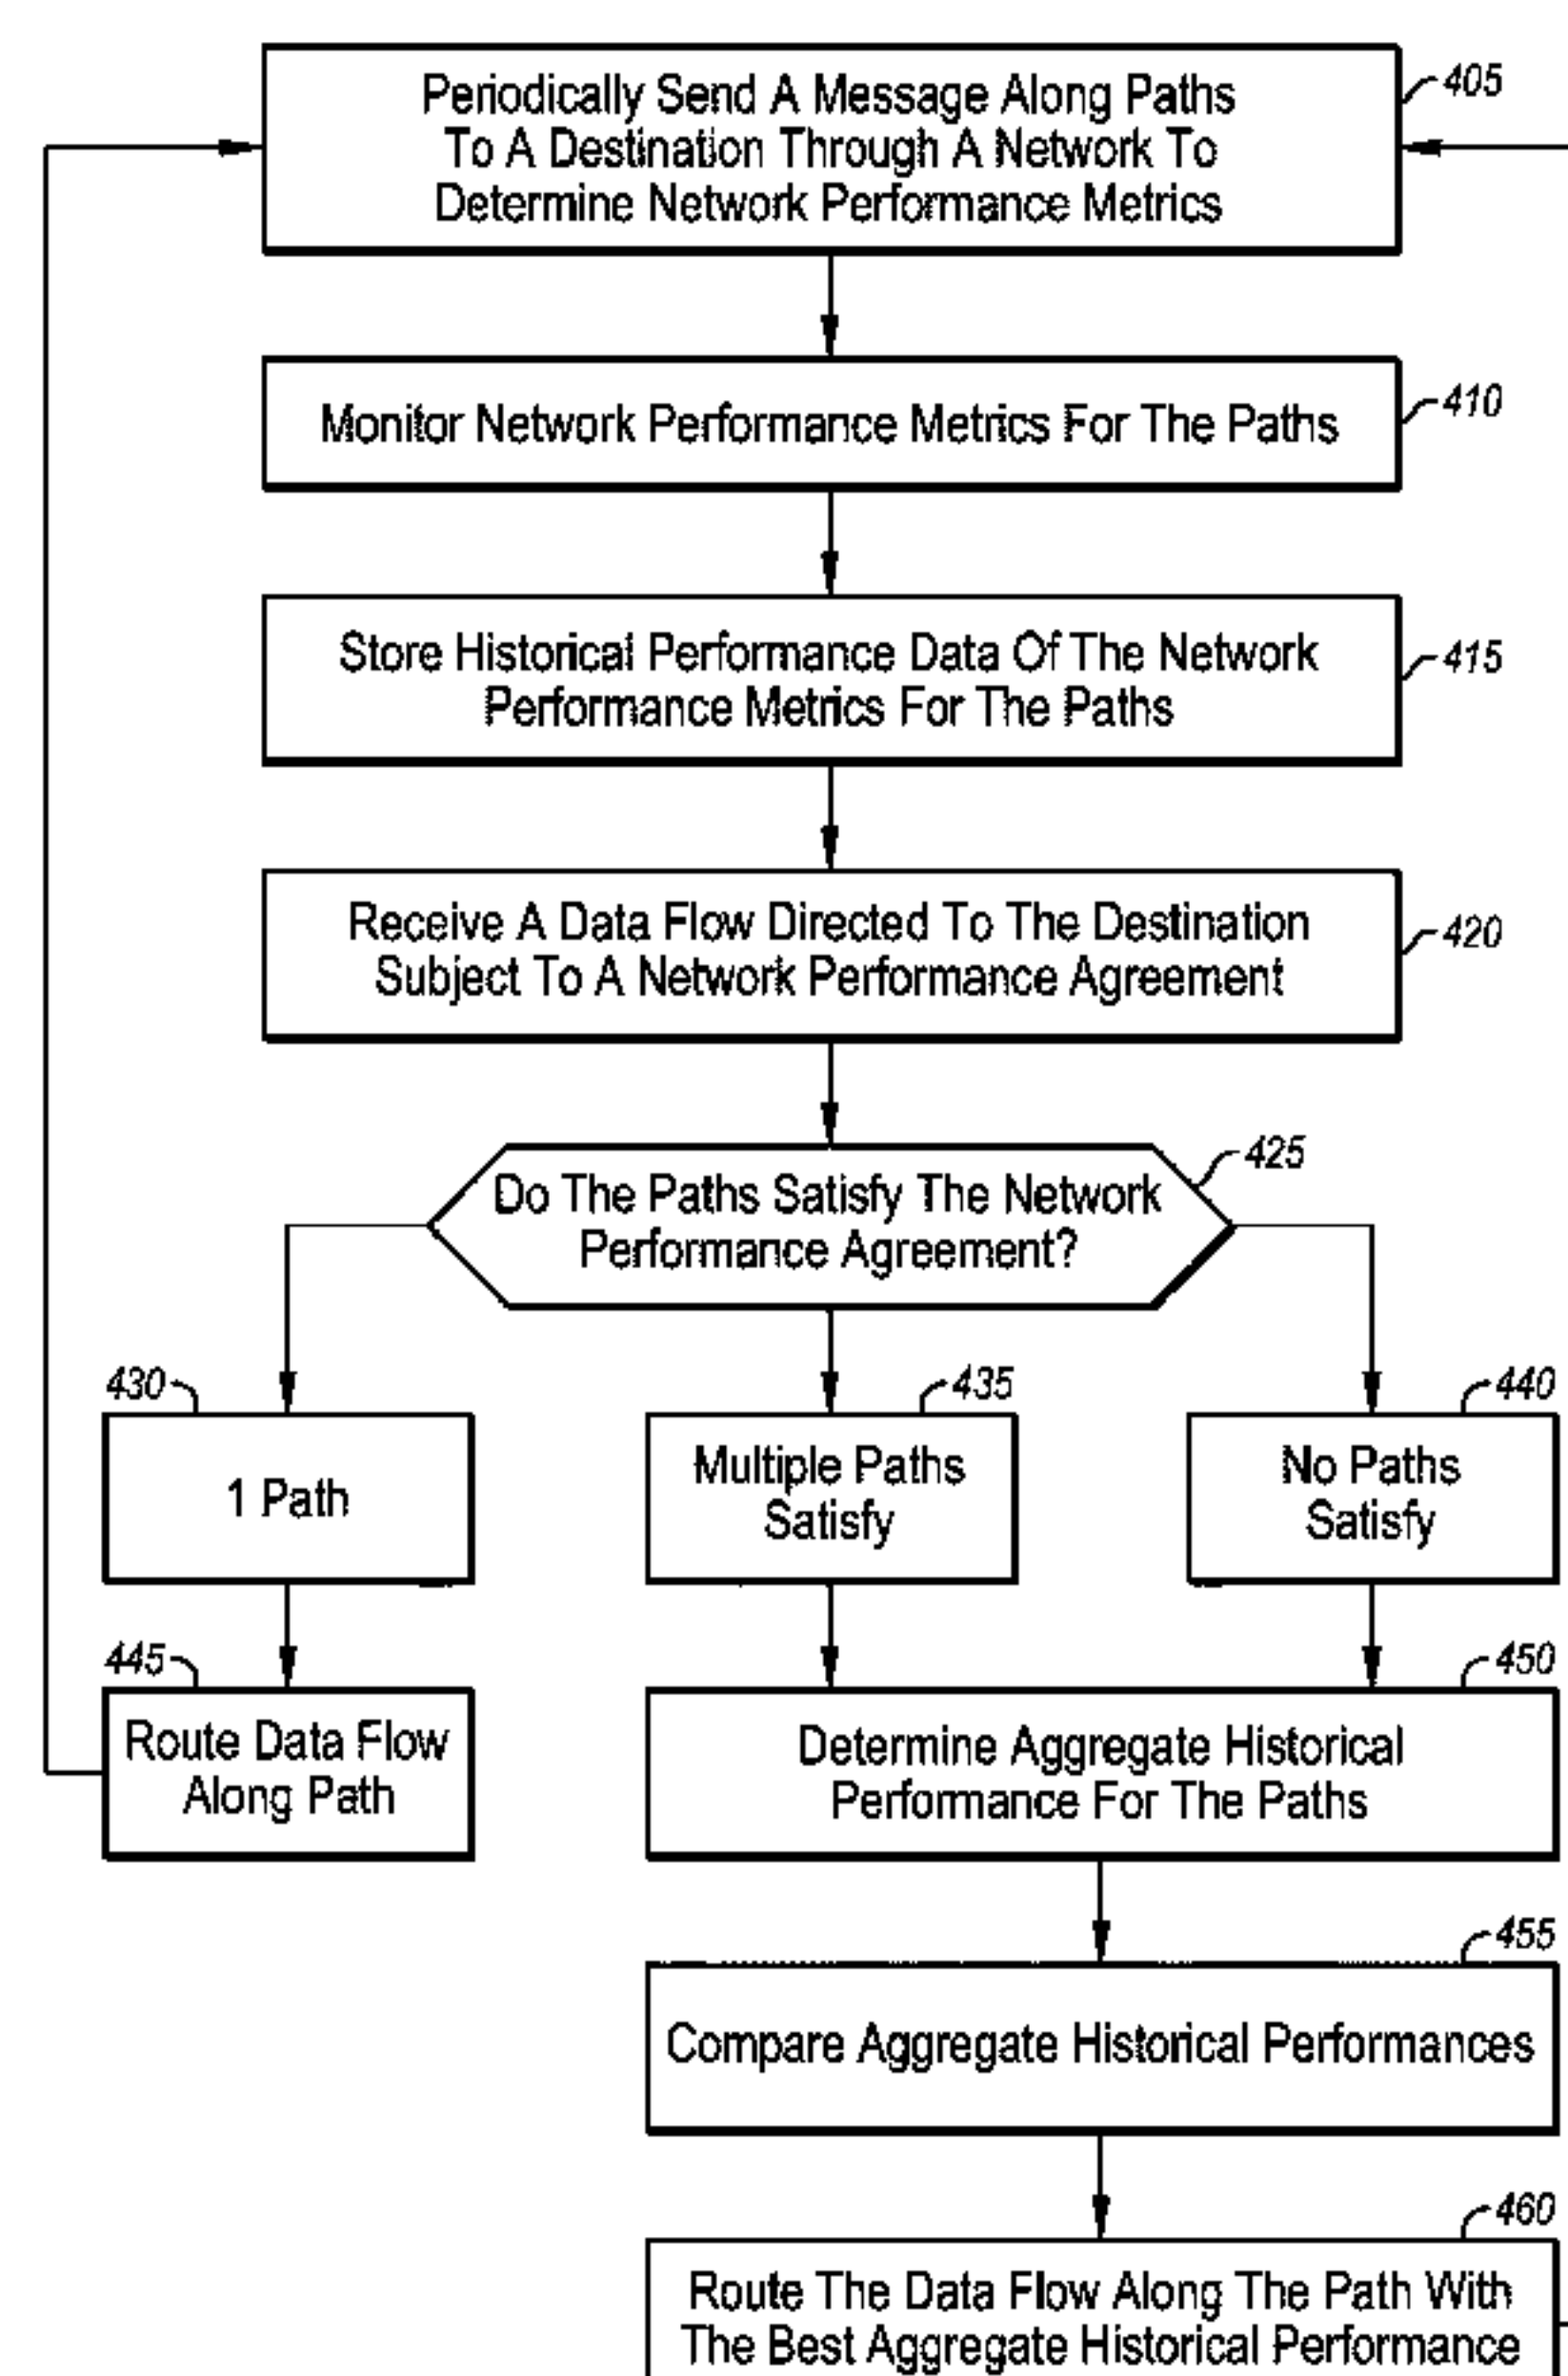 Periodically Send A Message Along Paths
To A Destination Through A Network To
Determine Network Performance Metrics
405
Monitor Network Performance Metrics For The Paths
410
Store Historical Performance Data Of The Network
Performance Metrics For The Paths
415
Receive A Data Flow Directed To The Destination
Subject To A Network Performance Agreement
420
Do The Paths Satisfy The Network
Performance Agreement?
425
430
1 Path
435
Multiple Paths
Satisfy
440
No Paths
Satisfy
445
Route Data Flow
Along Path
450
Determine Aggregate Historical
Performance For The Paths
455
Compare Aggregate Historical Performances
460
Route The Data Flow Along The Path With
The Best Aggregate Historical Performance